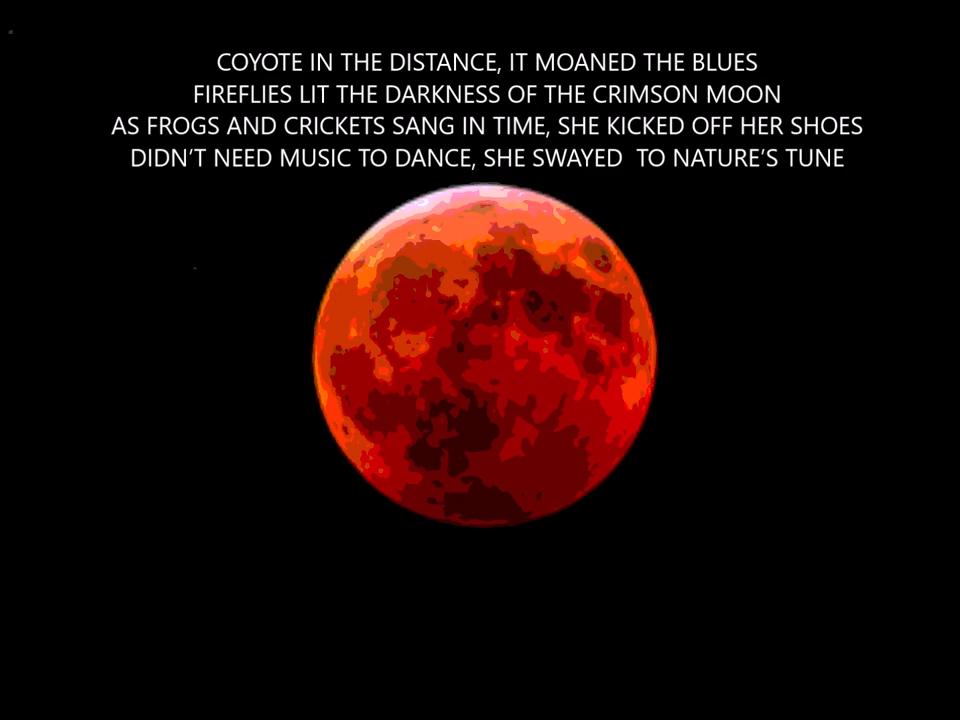 COYOTE IN THE DISTANCE, IT MOANED THE BLUES
FIREFLIES LIT THE DARKNESS OF THE CRIMSON MOON
AS FROGS AND CRICKETS SANG IN TIME, SHE KICKED OFF HER SHOES
DIDN’T NEED MUSIC TO DANCE, SHE SWAYED  TO NATURE’S TUNE